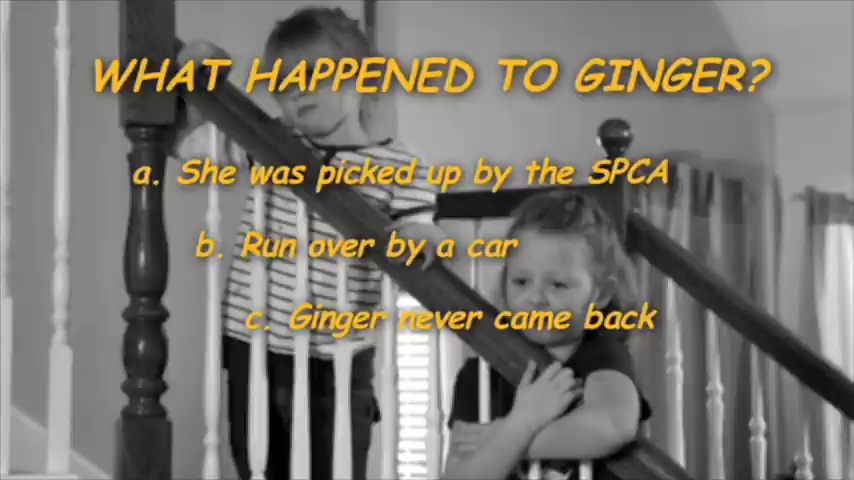 WHAT HAPPENED TO GINGER?
a. She was picked up by the SPCA
b. Run over by a car
c. Ginger never came back